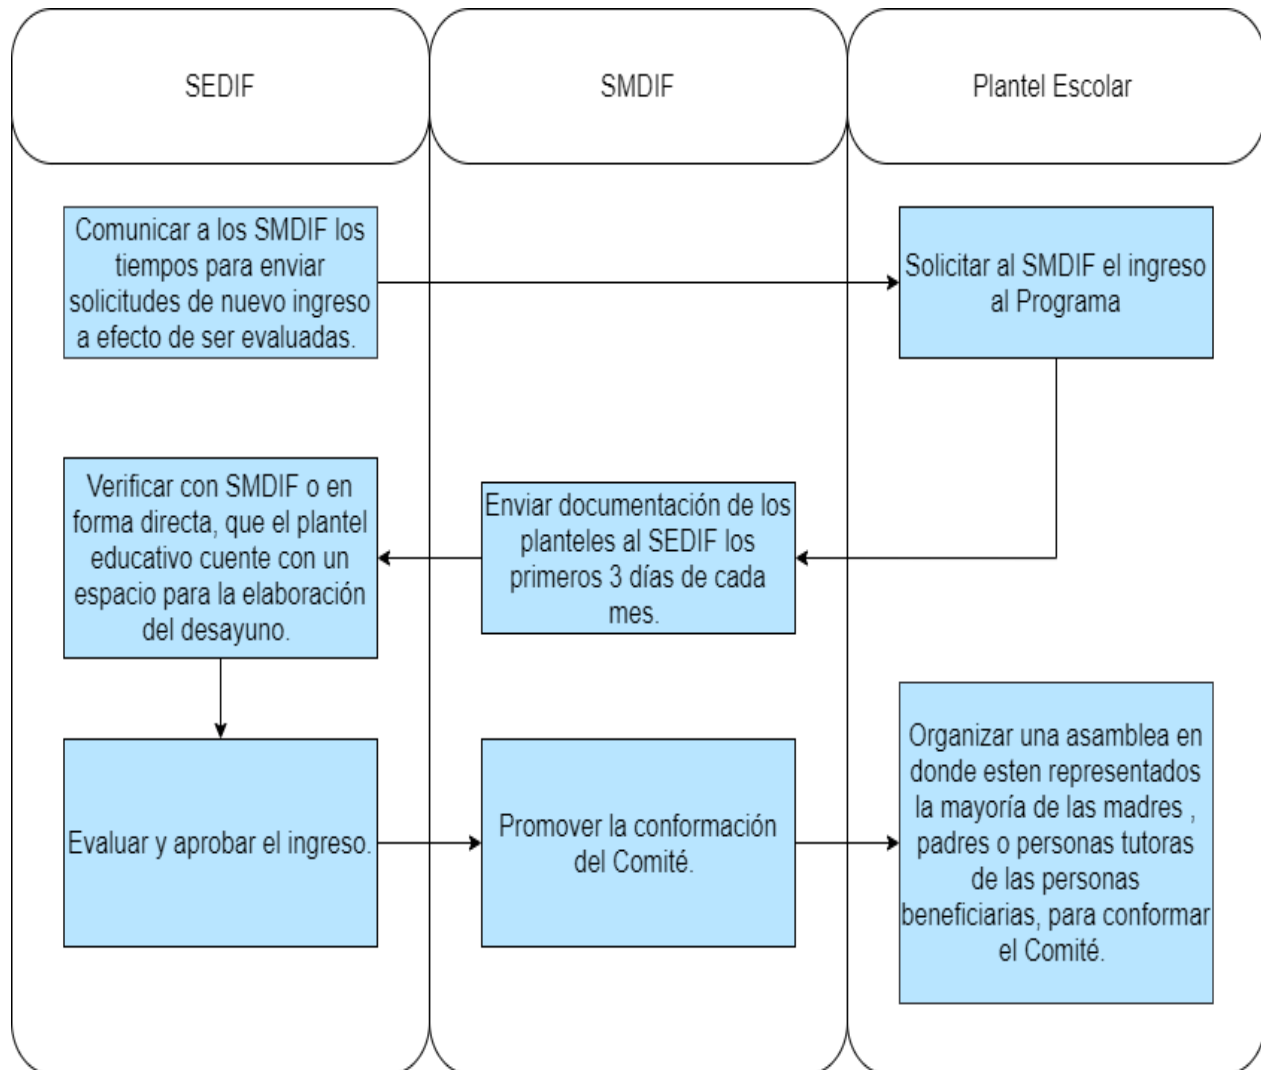 SEDIF
SMDIF
Plantel Escolar
Comunicar a los SMDIF los
tiempos para enviar
solicitudes de nuevo ingreso
a efecto de ser evaluadas.
Solicitar al SMDIF el ingreso
al Programa
Verificar con SMDIF o en
forma directa, que el plantel
educativo cuente con un
espacio para la elaboración
del desayuno.
Enviar documentación de los
planteles al SEDIF los
primeros 3 días de cada
mes.
Evaluar y aprobar el ingreso.
Promover la conformación
del Comité.
Organizar una asamblea en
donde esten representados
la mayoría de las madres ,
padres o personas tutoras
de las personas
beneficiarias, para conformar
el Comité.